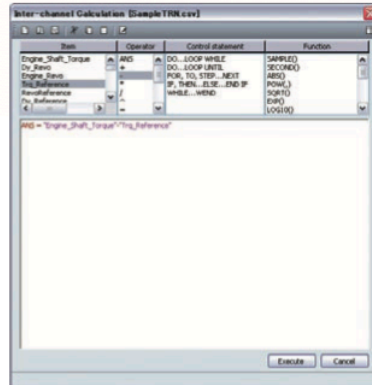 Inter-channel Calculation [SampleTRN.csv]
Item Operator Control statement Function
Engine_Shaft_Torque ANS DO...LOOP WHILE SAMPLE()
Dy_Revo + DO...LOOP UNTIL SECOND()
Engine_Revo - FOR, TO, STEP...NEXT ABS()
Trq_Reference * IF, THEN...ELSE...END IF POW(,)
RevoReference / WHILE...WEND SQRT()
Dy_Reference ^ EXP()
= LOG10()
ANS = "Engine_Shaft_Torque"-"Trq_Reference"
Execute Cancel